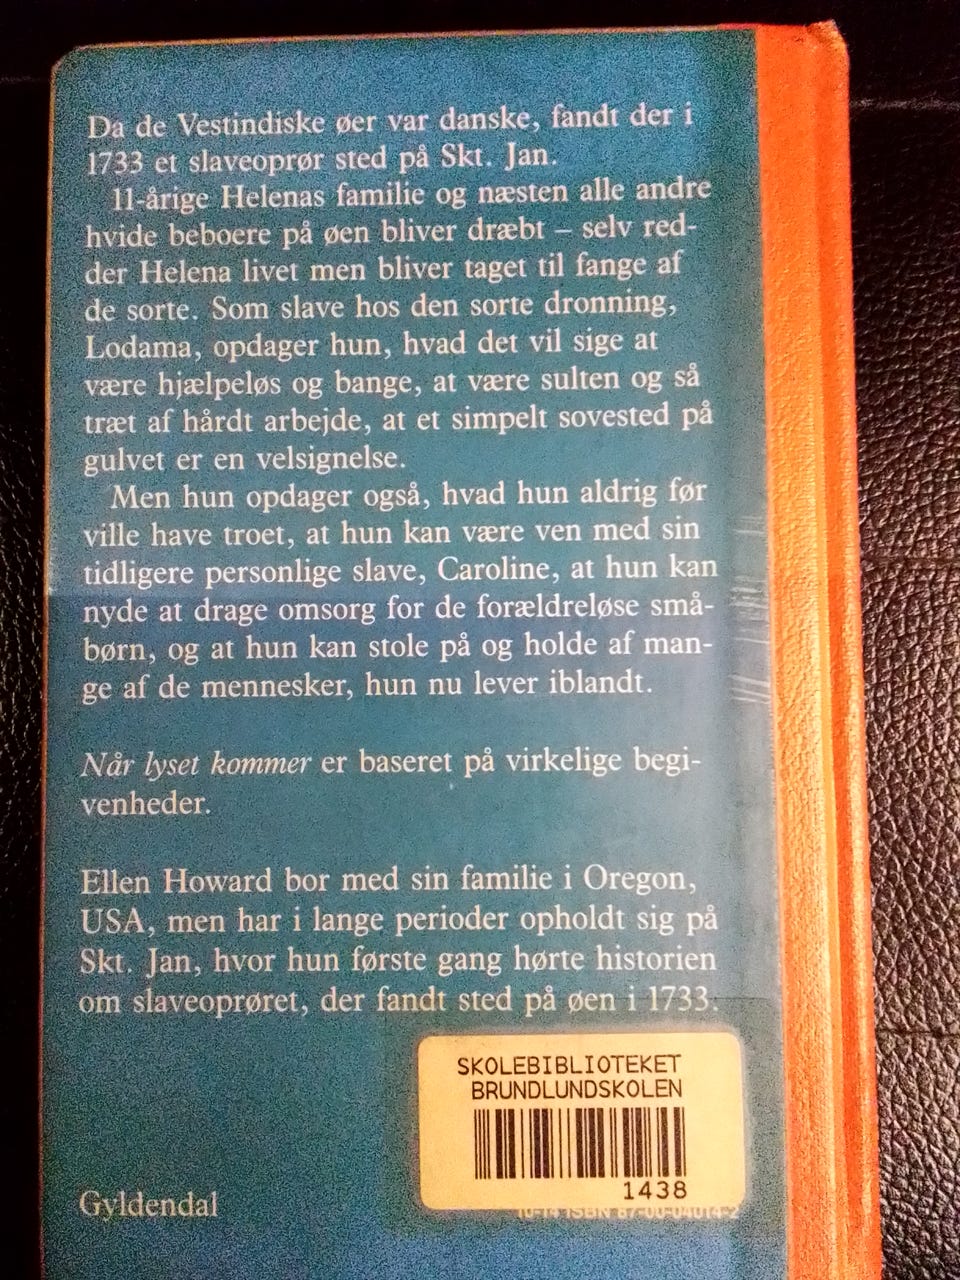 Da de Vestindiske øer var danske, fandt der i
1733 et slaveoprør sted på Skt. Jan.
11-årige Helenas familie og næsten alle andre
hvide beboere på øen bliver dræbt – selv red-
der Helena livet men bliver taget til fange af
de sorte. Som slave hos den sorte dronning,
Lodama, opdager hun, hvad det vil sige at
være hjælpeløs og bange, at være sulten og så
træt af hårdt arbejde, at et simpelt sovested på
gulvet er en velsignelse.
Men hun opdager også, hvad hun aldrig før
ville have troet, at hun kan være ven med sin
tidligere personlige slave, Caroline, at hun kan
nyde at drage omsorg for de forældreløse små-
børn, og at hun kan stole på og holde af man-
ge af de mennesker, hun nu lever iblandt.
Når lyset kommer er baseret på virkelige begi-
venheder.
Ellen Howard bor med sin familie i Oregon,
USA, men har i lange perioder opholdt sig på
Skt. Jan, hvor hun første gang hørte historien
om slaveoprøret, der fandt sted på øen i 1733.
SKOLEBIBLIOTEKET
BRUNDLUNDSKOLEN
1438
Gyldendal
10-14 ISBN 87-00-04014-2